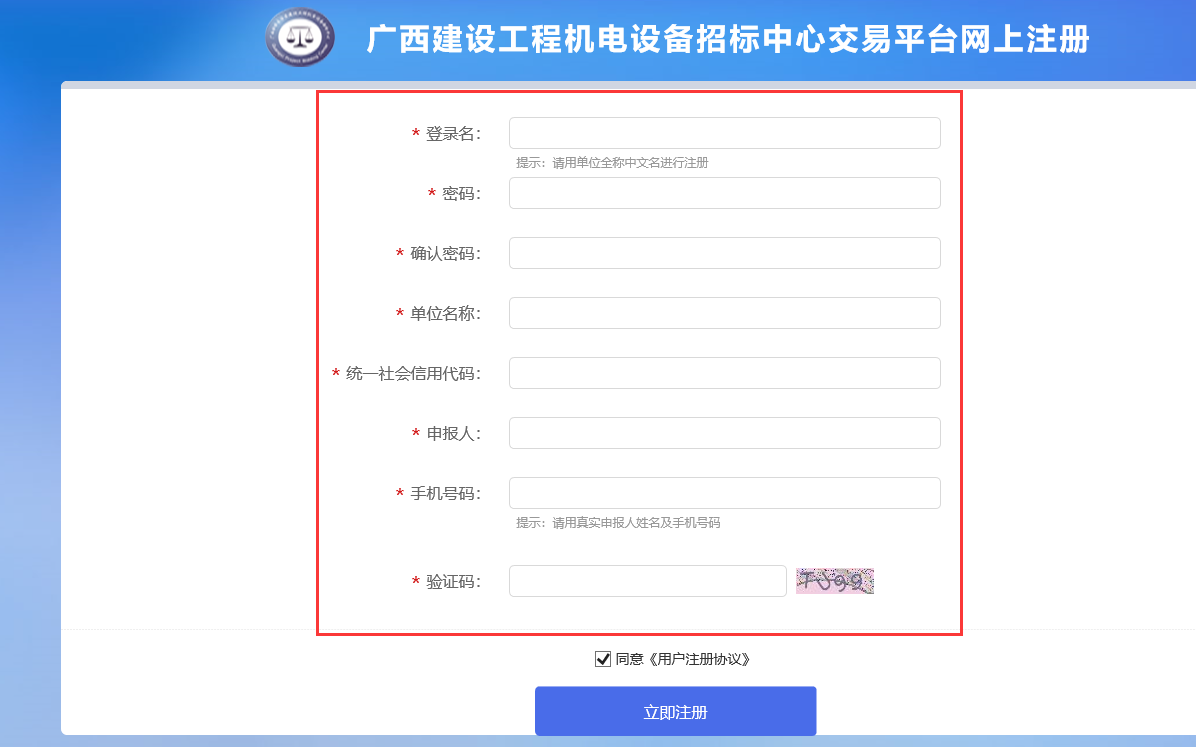 广西建设工程机电设备招标中心交易平台网上注册
* 登录名：
提示：请用单位全称中文名进行注册
* 密码：
* 确认密码：
* 单位名称：
* 统一社会信用代码：
* 申报人：
* 手机号码：
提示：请用真实申报人姓名及手机号码
* 验证码：
TJ99
同意《用户注册协议》
立即注册